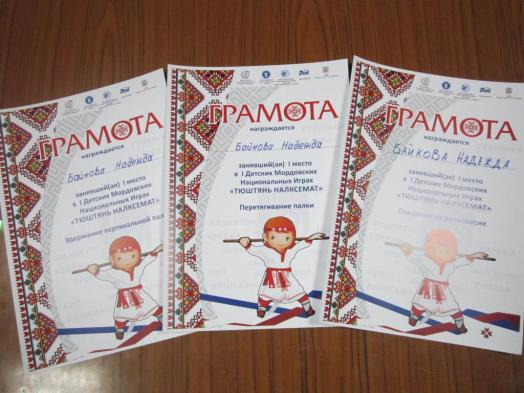 ГРАМОТА
награждается
Байкова Надежда
занявший(ая) I место
в I Детских Мордовских
Национальных Играх
"ТЮШТЯНЬ НАЛКСЕМАТ"
Удержание вертикальной пал
ГРАМОТА
награждается
Байкова Надежда
занявший(ая) I место
в I Детских Мордовских
Национальных Играх
"ТЮШТЯНЬ НАЛКСЕМАТ"
Перетягивание палки
ГРАМОТА
награждается
БАЙКОВА НАДЕЖДА
занявший(ая) I место
в I Детских Мордовских
Национальных Играх
"ТЮШТЯНЬ НАЛКСЕМАТ"
Поединок на равновесие